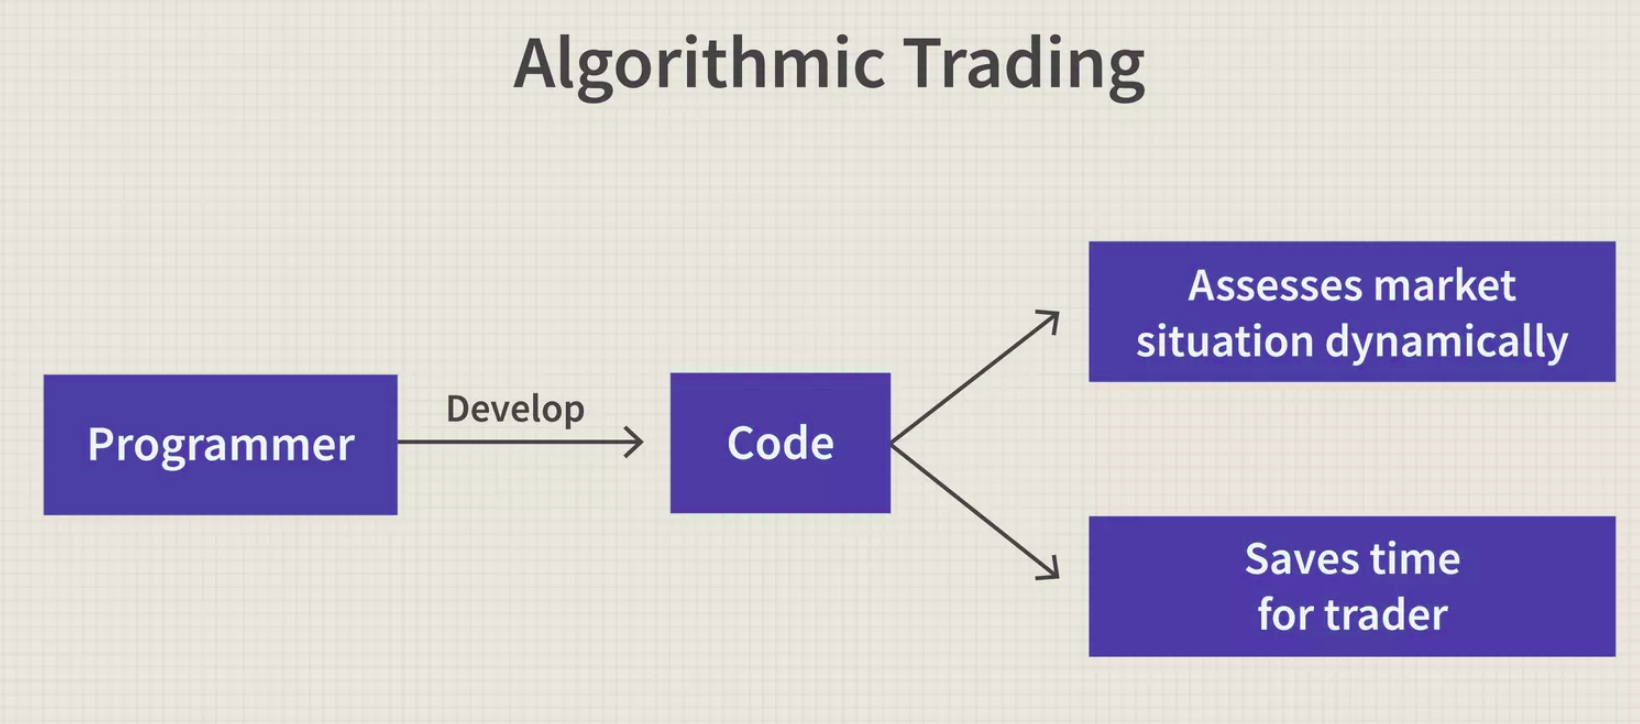 Algorithmic Trading
Programmer
Develop
Code
Assesses market
situation dynamically
Saves time
for trader